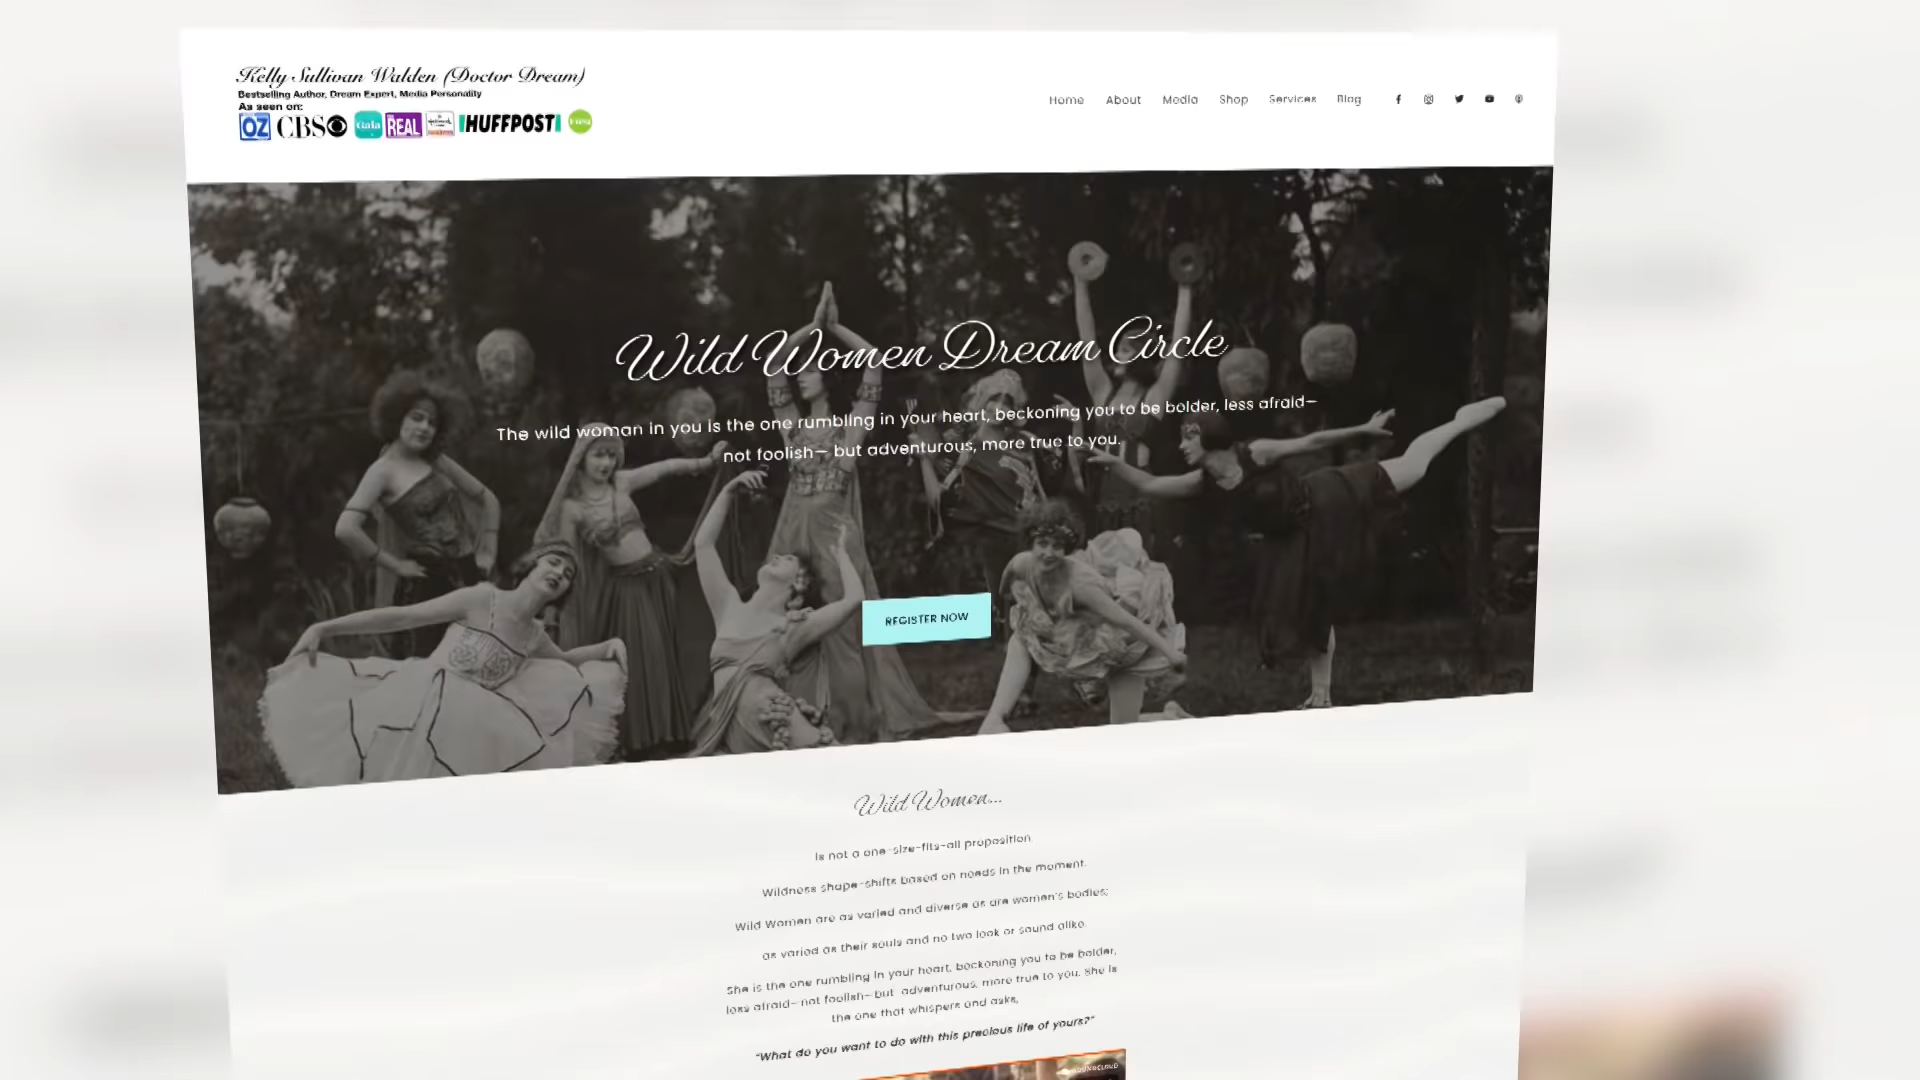 Kelly Sullivan Walden (Doctor Dream)
Bestselling Author, Dream Expert, Media Personality
As seen on:
OZ CBS Gaia REAL HUFFPOST
Home About Media Shop Services Blog
Wild Women Dream Circle
The wild woman in you is the one rumbling in your heart, beckoning you to be bolder, less afraid—
not foolish— but adventurous, more true to you.
REGISTER NOW
Wild Women...
Is not a one-size-fits-all proposition.
Wildness shape-shifts based on needs in the moment.
Wild Women are as varied and diverse as are women's bodies;
as varied as their souls and no two look or sound alike.
She is the one rumbling in your heart, beckoning you to be bolder,
less afraid—not foolish—but adventurous, more true to you. She is
the one that whispers and asks,
"What do you want to do with this precious life of yours?"
SOUNDCLOUD